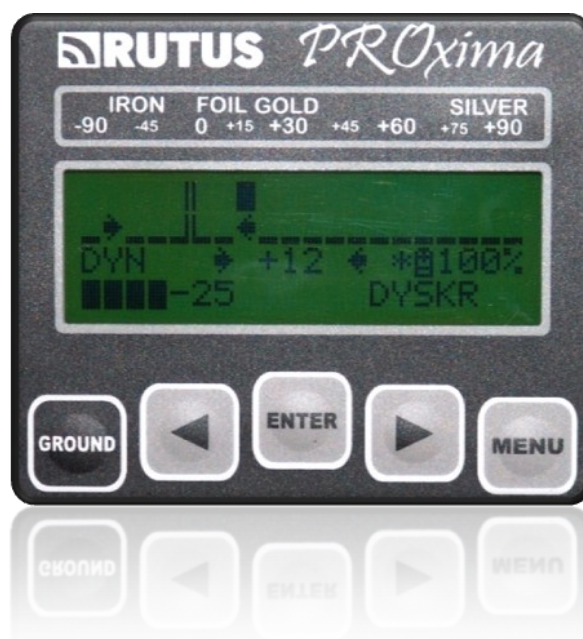 RUTUS PROxima
IRON FOIL GOLD SILVER
-90 -45 0 +15 +30 +45 +60 +75 +90
DYN +12 *100%
-25 DYSKR
GROUND
ENTER
MENU